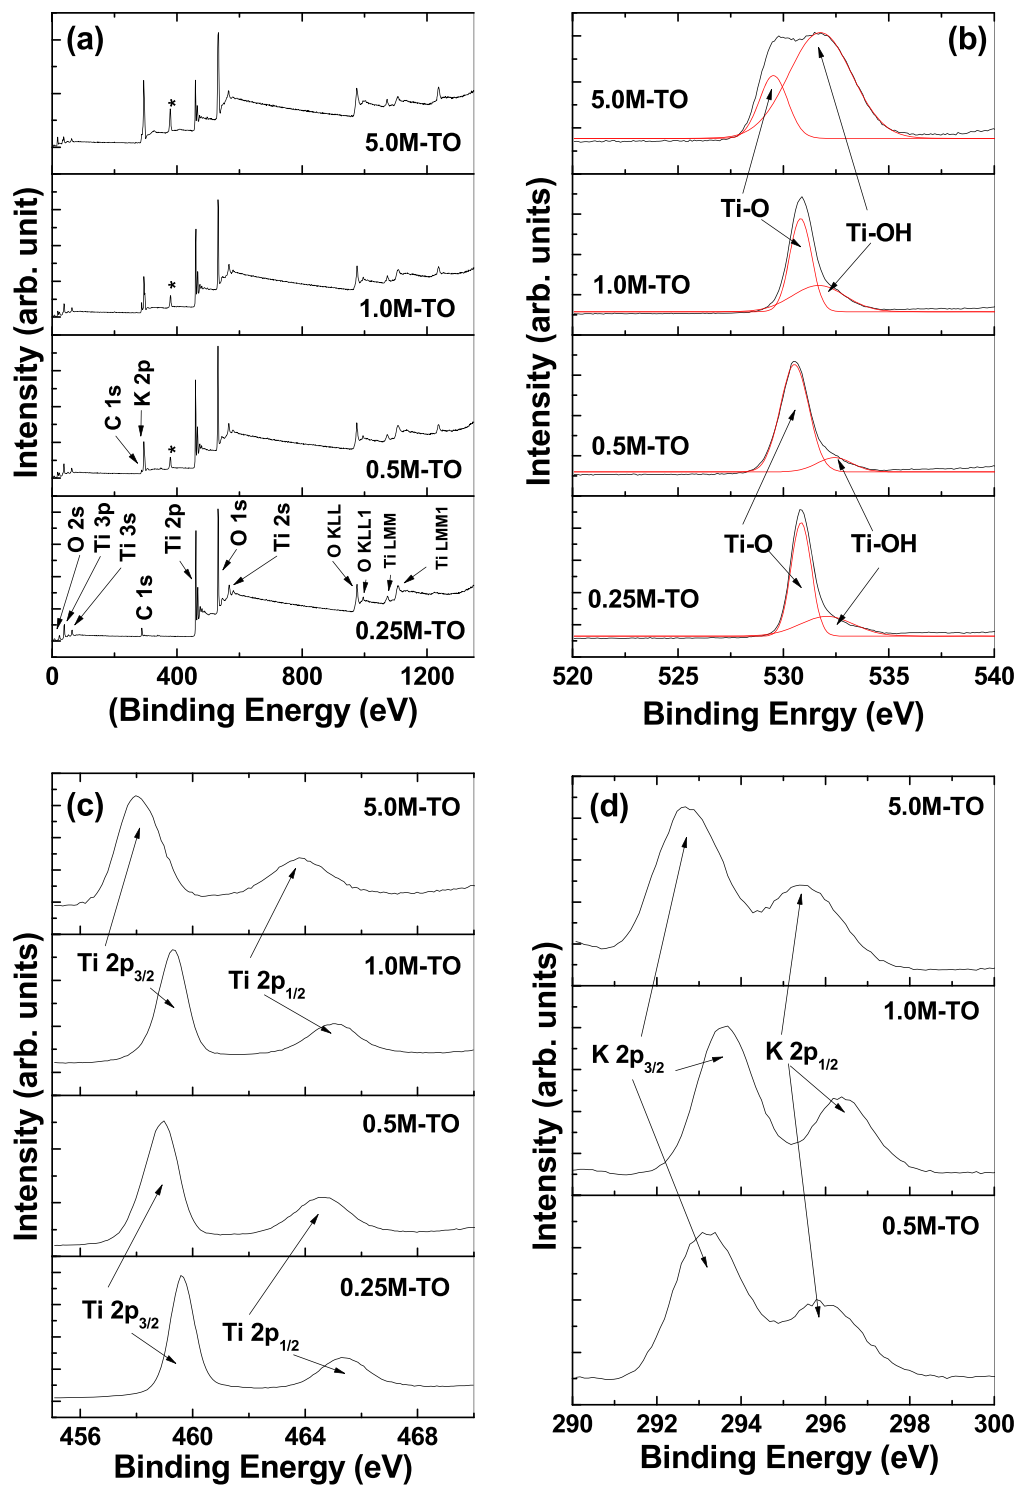 (a)
*
5.0M-TO
*
1.0M-TO
C 1s
K 2p
*
0.5M-TO
O 2s
Ti 3p
Ti 3s
C 1s
Ti 2p
O 1s
Ti 2s
O KLL
O KLL1
Ti LMM
Ti LMM1
0.25M-TO
0 400 800 1200
(Binding Energy (eV)
Intensity (arb. unit)
(b)
5.0M-TO
Ti-O
Ti-OH
1.0M-TO
0.5M-TO
Ti-O
Ti-OH
0.25M-TO
520 525 530 535 540
Binding Enrgy (eV)
Intensity (arb. units)
(c)
5.0M-TO
Ti 2p3/2
Ti 2p1/2
1.0M-TO
0.5M-TO
0.25M-TO
Ti 2p3/2
Ti 2p1/2
456 460 464 468
Binding Energy (eV)
Intensity (arb. units)
(d)
5.0M-TO
1.0M-TO
K 2p3/2
K 2p1/2
0.5M-TO
290 292 294 296 298 300
Binding Energy (eV)
Intensity (arb. units)